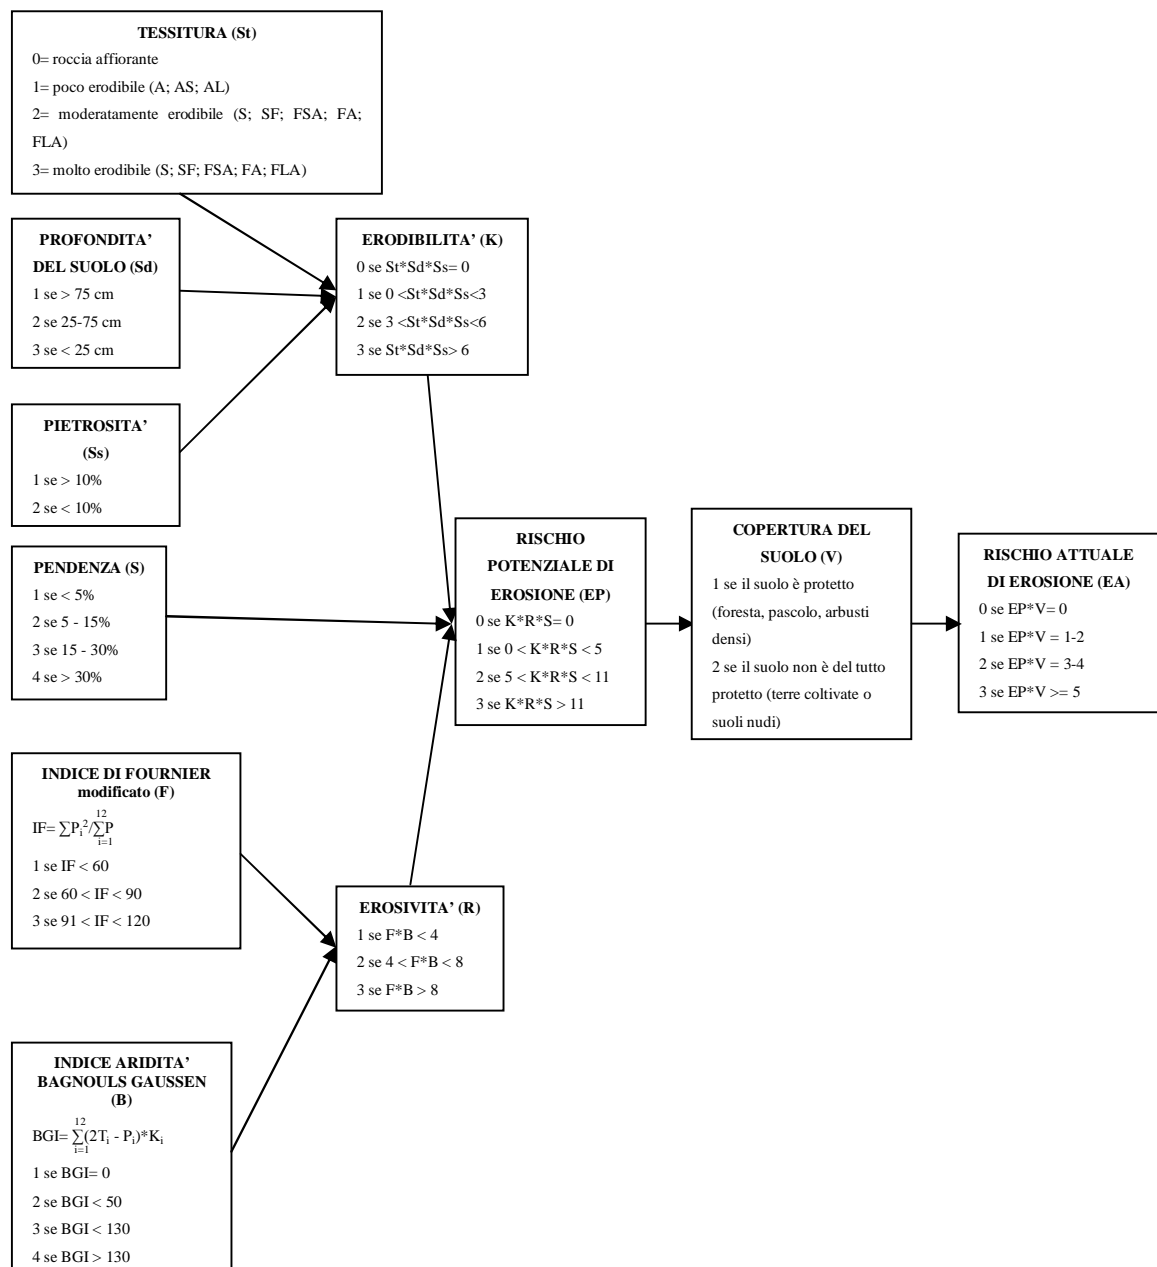 TESSITURA (St)
0= roccia affiorante
1= poco erodibile (A; AS; AL)
2= moderatamente erodibile (S; SF; FSA; FA;
FLA)
3= molto erodibile (S; SF; FSA; FA; FLA)
PROFONDITA’
DEL SUOLO (Sd)
1 se > 75 cm
2 se 25-75 cm
3 se < 25 cm
ERODIBILITA’ (K)
0 se St*Sd*Ss= 0
1 se 0 <St*Sd*Ss<3
2 se 3 <St*Sd*Ss<6
3 se St*Sd*Ss> 6
PIETROSITA’
(Ss)
1 se > 10%
2 se < 10%
PENDENZA (S)
1 se < 5%
2 se 5 - 15%
3 se 15 - 30%
4 se > 30%
RISCHIO
POTENZIALE DI
EROSIONE (EP)
0 se K*R*S= 0
1 se 0 < K*R*S < 5
2 se 5 < K*R*S < 11
3 se K*R*S > 11
COPERTURA DEL
SUOLO (V)
1 se il suolo è protetto
(foresta, pascolo, arbusti
densi)
2 se il suolo non è del tutto
protetto (terre coltivate o
suoli nudi)
RISCHIO ATTUALE
DI EROSIONE (EA)
0 se EP*V= 0
1 se EP*V = 1-2
2 se EP*V = 3-4
3 se EP*V >= 5
INDICE DI FOURNIER
modificato (F)
12
IF= ∑Pᵢ²/∑P
i=1
1 se IF < 60
2 se 60 < IF < 90
3 se 91 < IF < 120
EROSIVITA’ (R)
1 se F*B < 4
2 se 4 < F*B < 8
3 se F*B > 8
INDICE ARIDITA’
BAGNOULS GAUSSEN
(B)
12
BGI= ∑(2Tᵢ - Pᵢ)*Kᵢ
i=1
1 se BGI= 0
2 se BGI < 50
3 se BGI < 130
4 se BGI > 130